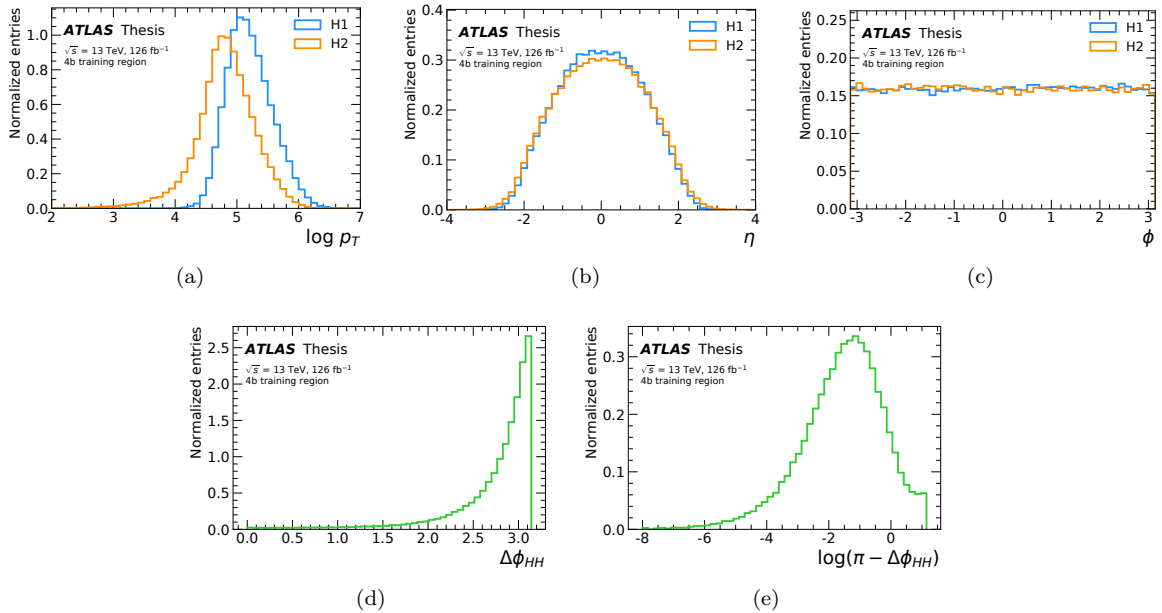 Normalized entries
1.0
0.8
0.6
0.4
0.2
0.0
ATLAS Thesis
√s = 13 TeV, 126 fb⁻¹
4b training region
H1
H2
2 3 4 5 6 7
log p_T
(a)
Normalized entries
0.4
0.3
0.2
0.1
0.0
ATLAS Thesis
√s = 13 TeV, 126 fb⁻¹
4b training region
H1
H2
-4 -2 0 2 4
η
(b)
Normalized entries
0.25
0.20
0.15
0.10
0.05
0.00
ATLAS Thesis
√s = 13 TeV, 126 fb⁻¹
4b training region
H1
H2
-3 -2 -1 0 1 2 3
ϕ
(c)
Normalized entries
2.5
2.0
1.5
1.0
0.5
0.0
ATLAS Thesis
√s = 13 TeV, 126 fb⁻¹
4b training region
0.0 0.5 1.0 1.5 2.0 2.5 3.0
Δϕ_HH
(d)
Normalized entries
0.3
0.2
0.1
0.0
ATLAS Thesis
√s = 13 TeV, 126 fb⁻¹
4b training region
-8 -6 -4 -2 0
log(π − Δϕ_HH)
(e)